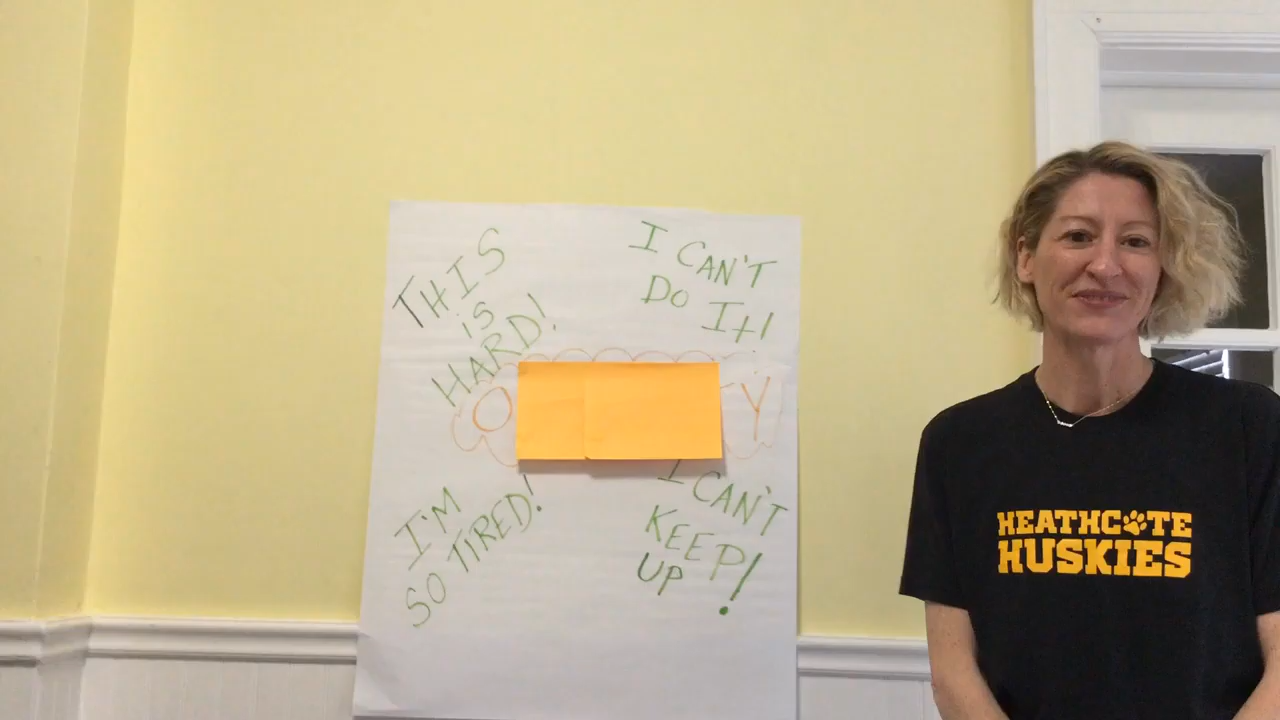 THIS
is
HARD!
I CAN'T
DO It!
O
Y
I'M
SO TIRED!
I CAN'T
KEEP
UP!
HEATHCOTE
HUSKIES